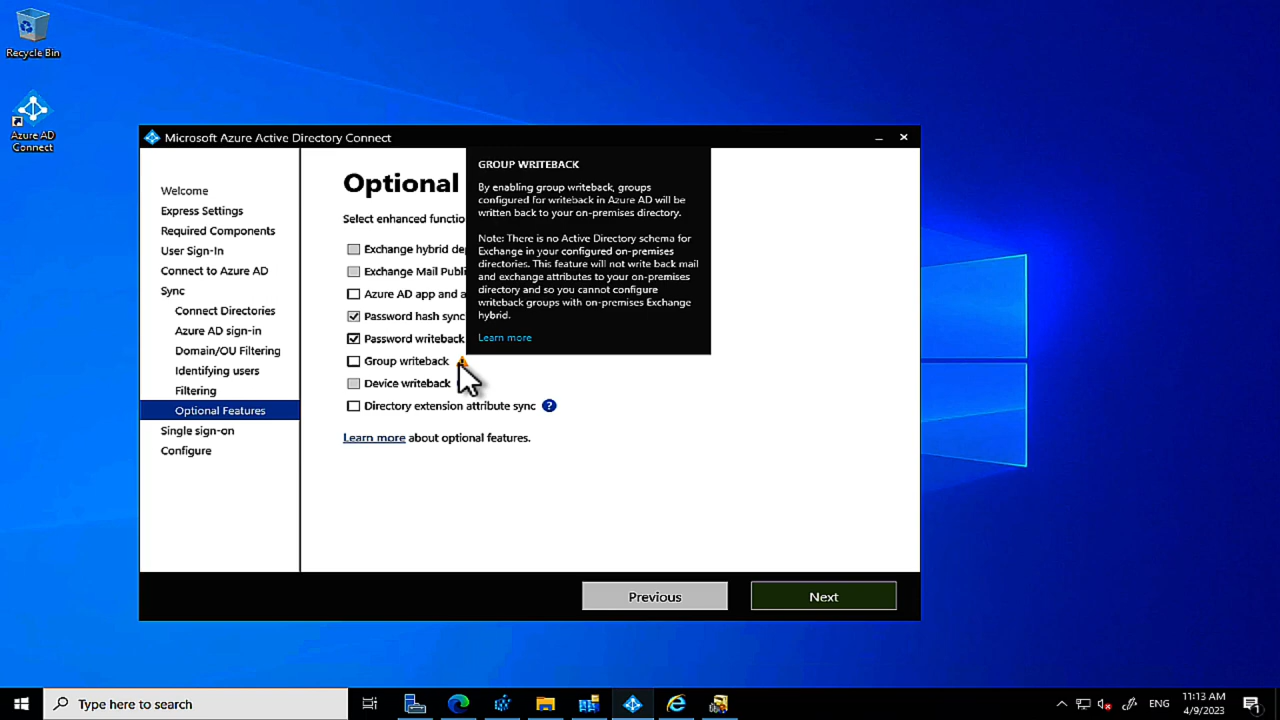 Recycle Bin
Azure AD
Connect
Microsoft Azure Active Directory Connect
Welcome
Express Settings
Required Components
User Sign-In
Connect to Azure AD
Sync
Connect Directories
Azure AD sign-in
Domain/OU Filtering
Identifying users
Filtering
Optional Features
Single sign-on
Configure
Optional
Select enhanced functio
Exchange hybrid de
Exchange Mail Publi
Azure AD app and a
Password hash sync
Password writeback
Group writeback
Device writeback
Directory extension attribute sync ?
Learn more about optional features.
GROUP WRITEBACK
By enabling group writeback, groups
configured for writeback in Azure AD will be
written back to your on-premises directory.
Note: There is no Active Directory schema for
Exchange in your configured on-premises
directories. This feature will not write back mail
and exchange attributes to your on-premises
directory and so you cannot configure
writeback groups with on-premises Exchange
hybrid.
Learn more
Previous
Next
Type here to search
ENG
11:13 AM
4/9/2023
1